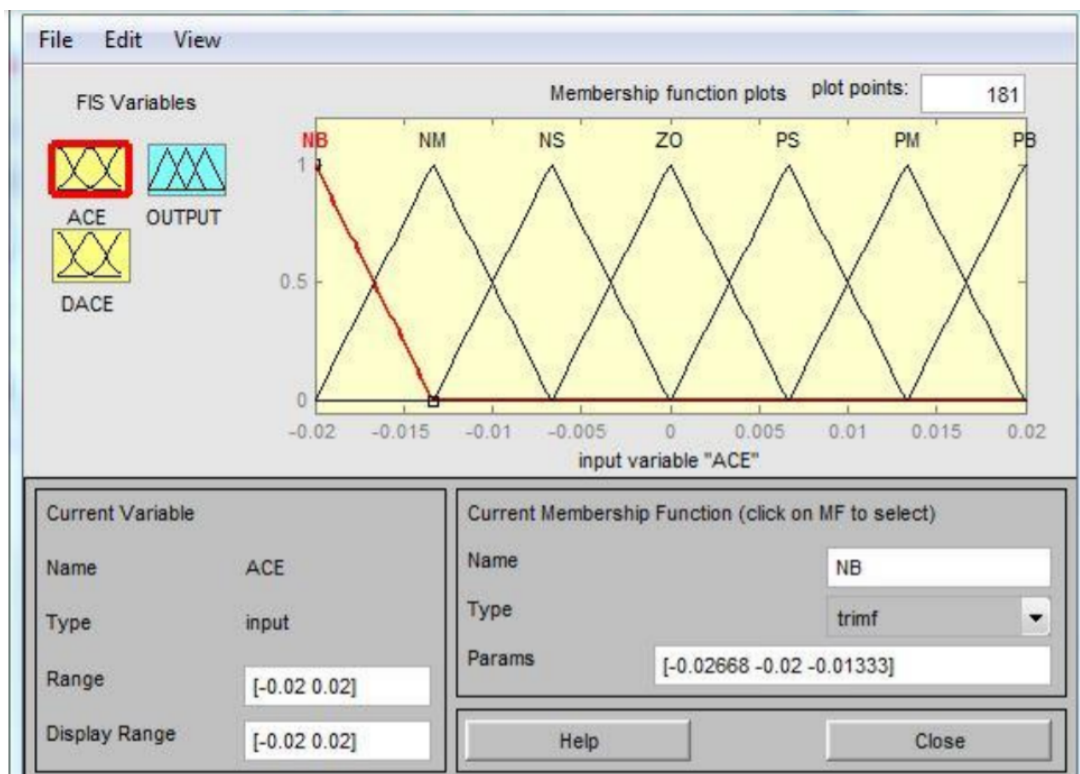 File Edit View
FIS Variables
Membership function plots plot points: 181
ACE OUTPUT
DACE
NB NM NS ZO PS PM PB
1
0.5
0
-0.02 -0.015 -0.01 -0.005 0 0.005 0.01 0.015 0.02
input variable "ACE"
Current Variable
Name ACE
Type input
Range [-0.02 0.02]
Display Range [-0.02 0.02]
Current Membership Function (click on MF to select)
Name NB
Type trimf
Params [-0.02668 -0.02 -0.01333]
Help Close